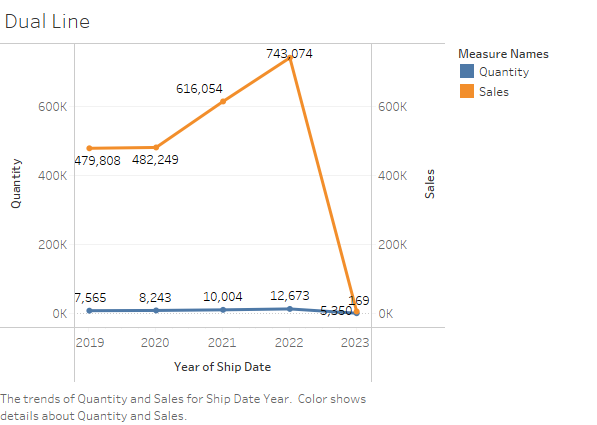 Dual Line
Measure Names
Quantity
Sales
Quantity
600K
400K
200K
0K
743,074
616,054
479,808 482,249
7,565 8,243 10,004 12,673
169
5,350
600K
400K
200K
0K
Sales
2019 2020 2021 2022 2023
Year of Ship Date
The trends of Quantity and Sales for Ship Date Year. Color shows
details about Quantity and Sales.